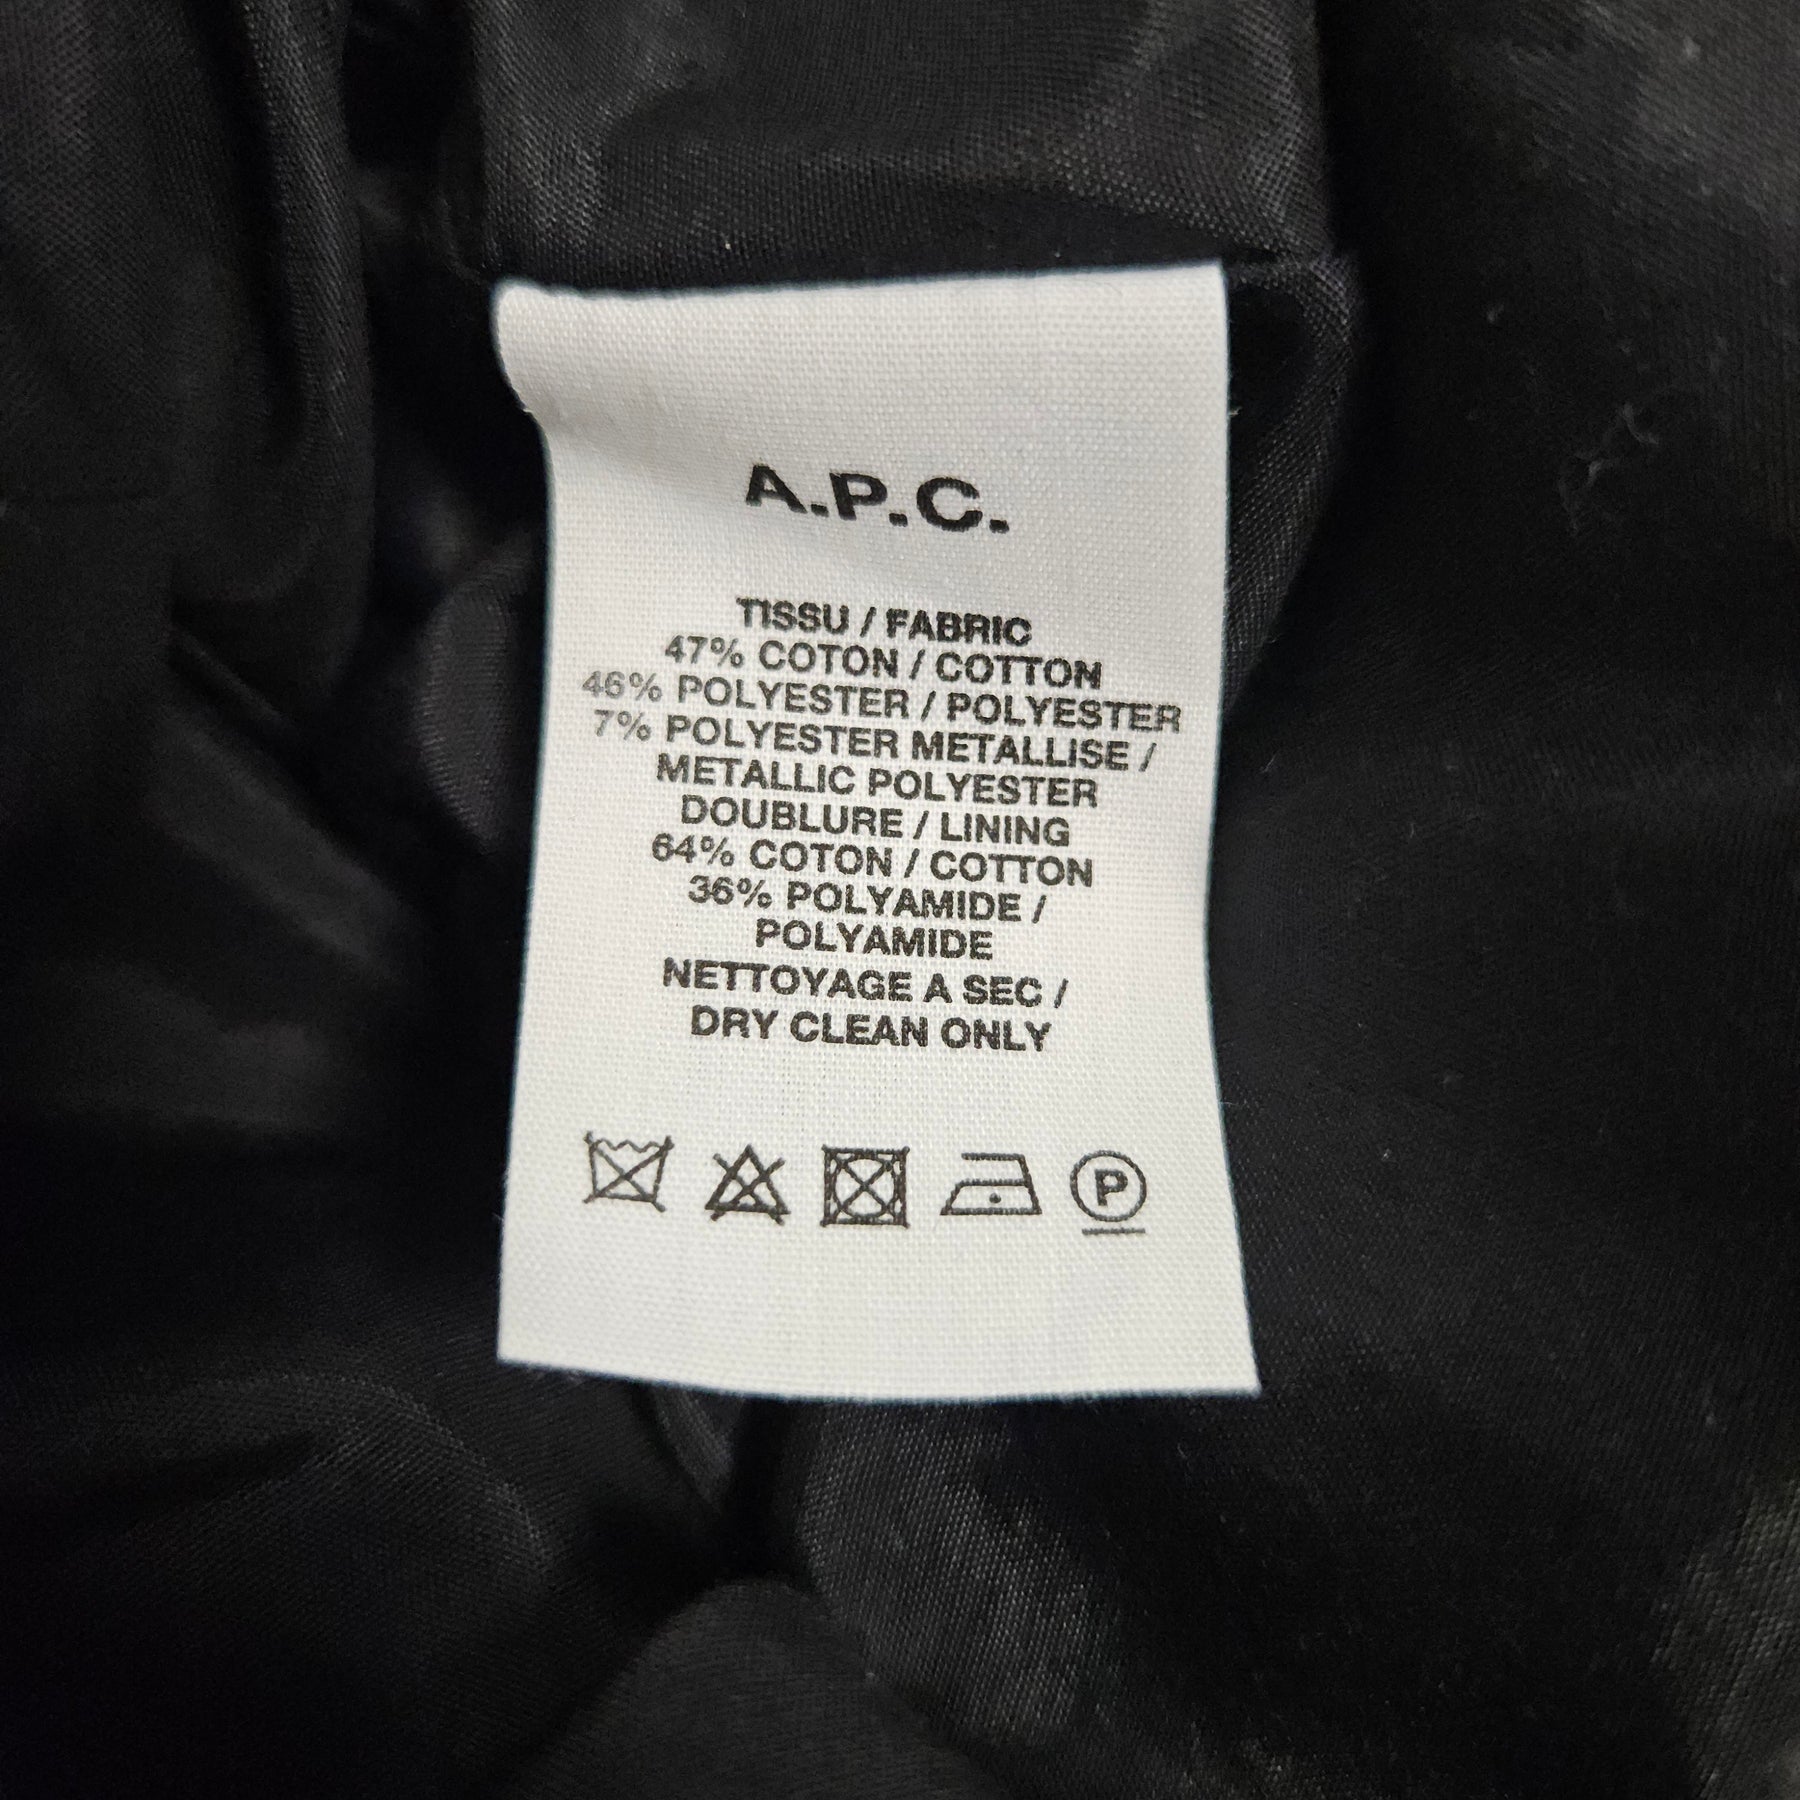 A.P.C.
TISSU / FABRIC
47% COTON / COTTON
46% POLYESTER / POLYESTER
7% POLYESTER METALLISE /
METALLIC POLYESTER
DOUBLURE / LINING
64% COTON / COTTON
36% POLYAMIDE /
POLYAMIDE
NETTOYAGE A SEC /
DRY CLEAN ONLY
P